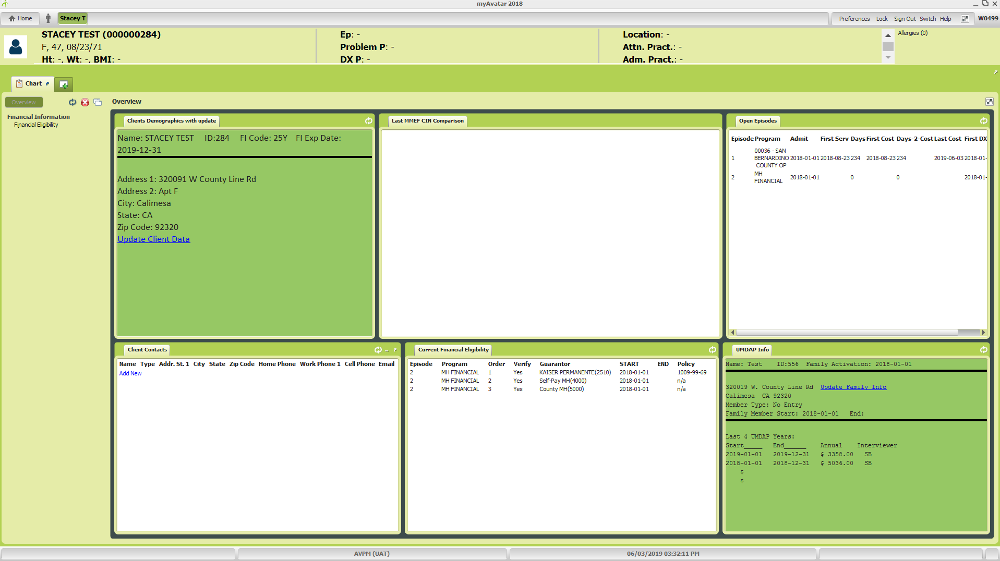 myAvatar 2018
Home
Stacey T
Preferences Lock Sign Out Switch Help
W0499
STACEY TEST (000000284)
F, 47, 08/23/71
Ht: -, Wt: -, BMI: -
Ep: -
Problem P: -
DX P: -
Location: -
Attn. Pract.: -
Adm. Pract.: -
Allergies (0)
Chart
Overview
Financial Information
Financial Eligibility
Overview
Clients Demographics with update
Name: STACEY TEST ID:284 FI Code: 25Y FI Exp Date:
2019-12-31
Address 1: 320091 W County Line Rd
Address 2: Apt F
City: Calimesa
State: CA
Zip Code: 92320
Update Client Data
Last MMEF CIN Comparison
Open Episodes
Episode Program Admit First Serv Days First Cost Days-2-Cost Last Cost First DX
00036 - SAN
1 BERNARDINO 2018-01-01 2018-08-23 234 2018-08-23 234 2019-06-03 2018-01-
COUNTY OP
MH
2 2018-01-01 0 0 2018-01-
FINANCIAL
Client Contacts
Name Type Addr. St. 1 City State Zip Code Home Phone Work Phone 1 Cell Phone Email
Add New
Current Financial Eligibility
Episode Program Order Verify Guarantor START END Policy
2 MH FINANCIAL 1 Yes KAISER PERMANENTE(2510) 2018-01-01 1009-99-69
2 MH FINANCIAL 2 Yes Self-Pay MH(4000) 2018-01-01 n/a
2 MH FINANCIAL 3 Yes County MH(5000) 2018-01-01 n/a
UMDAP Info
Name: Test ID:556 Family Activation: 2018-01-01
320019 W. County Line Rd Update Family Info
Calimesa CA 92320
Member Type: No Entry
Family Member Start: 2018-01-01 End:
Last 4 UMDAP Years:
Start_____ End______ Annual Interviewer
2019-01-01 2019-12-31 $ 3358.00 SB
2018-01-01 2018-12-31 $ 5036.00 SB
$
$
AVPM (UAT)
06/03/2019 03:32:11 PM